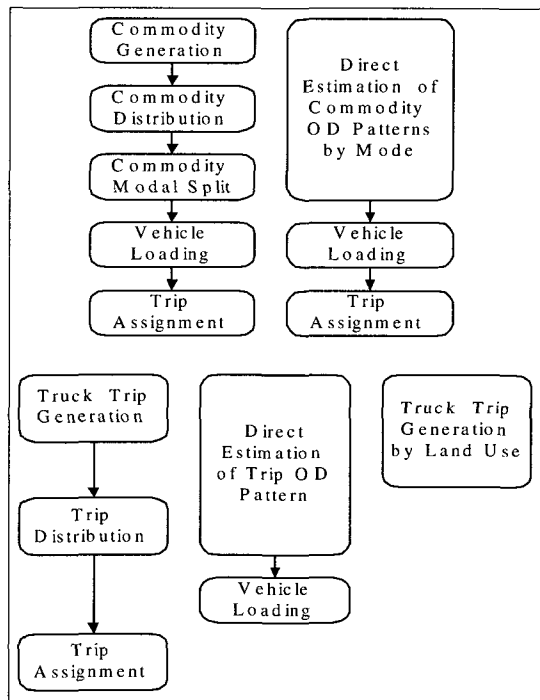 Commodity
Generation
Commodity
Distribution
Commodity
Modal Split
Vehicle
Loading
Trip
Assignment
Direct
Estimation of
Commodity
OD Patterns
by Mode
Vehicle
Loading
Trip
Assignment
Truck Trip
Generation
Trip
Distribution
Trip
Assignment
Direct
Estimation
of Trip OD
Pattern
Vehicle
Loading
Truck Trip
Generation
by Land Use